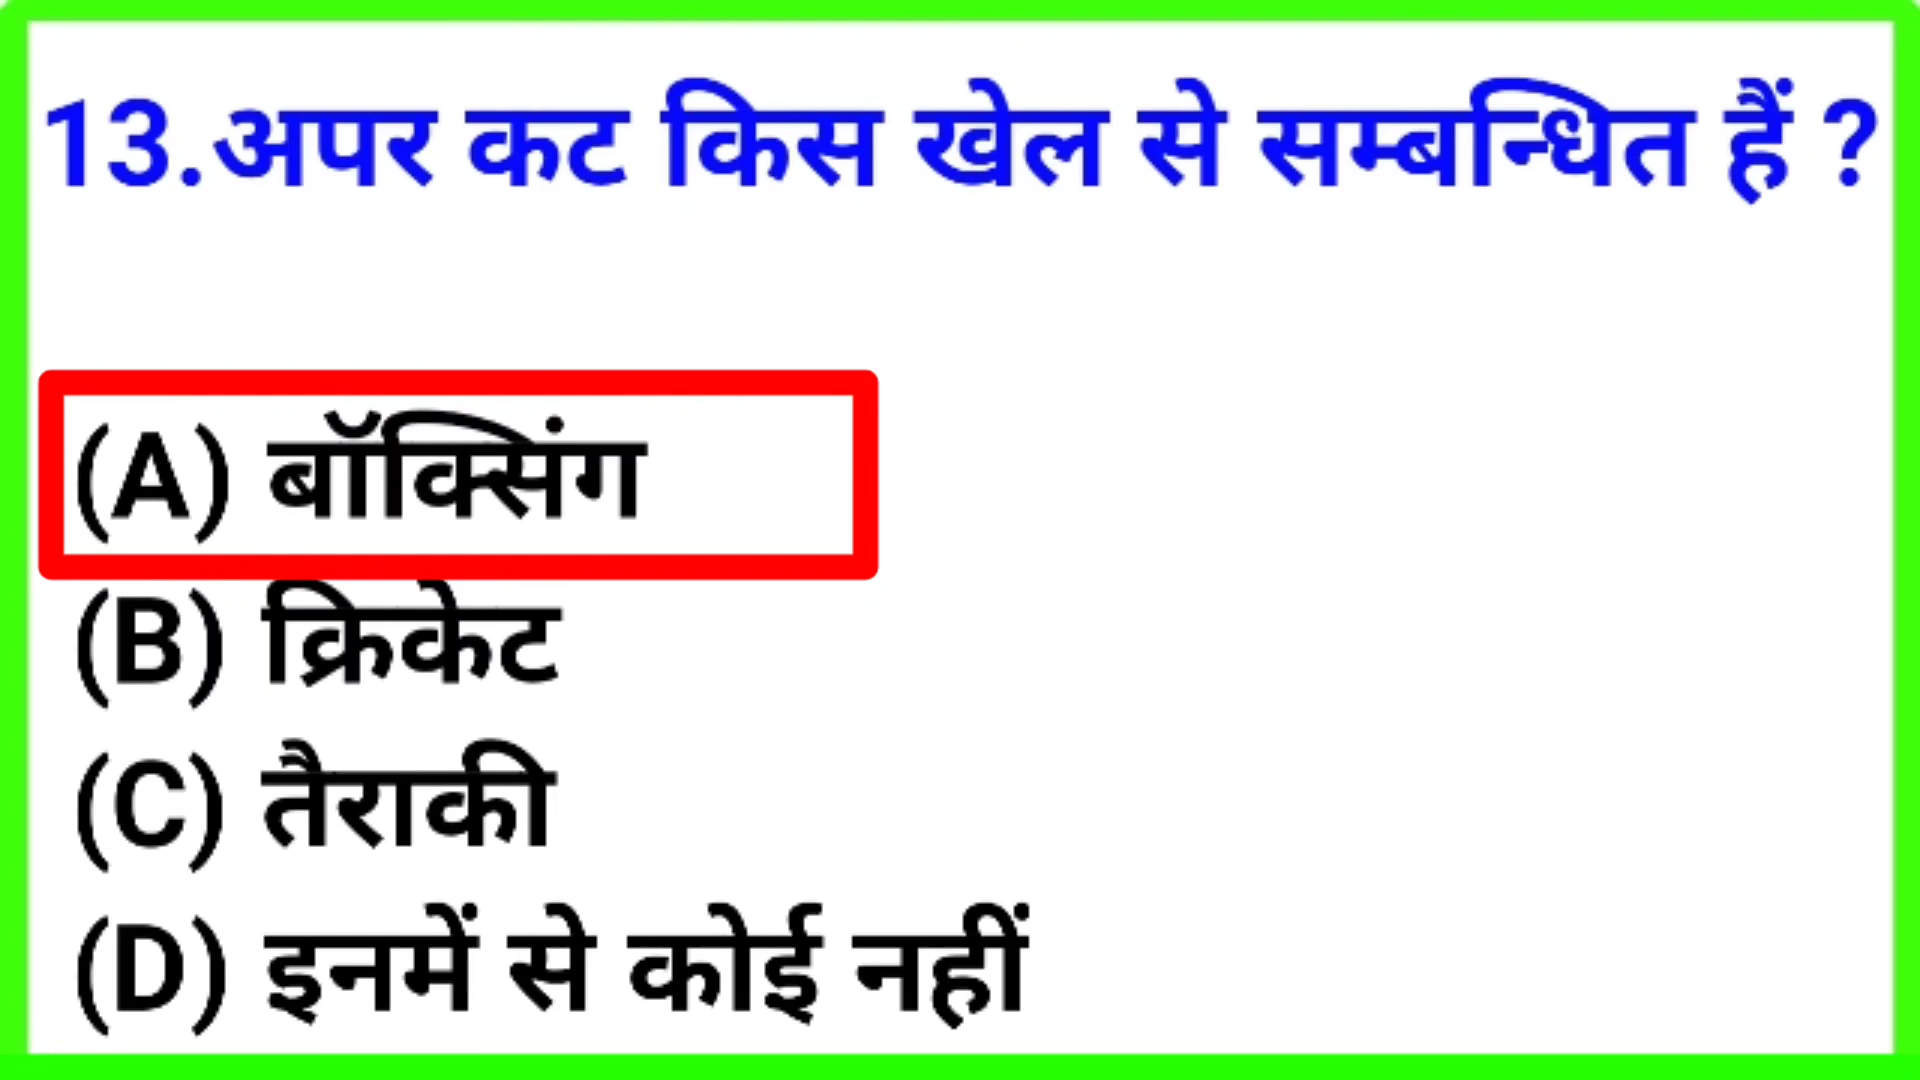 13.अपर कट किस खेल से सम्बन्धित हैं ?
(A) बॉक्सिंग
(B) क्रिकेट
(C) तैराकी
(D) इनमें से कोई नहीं